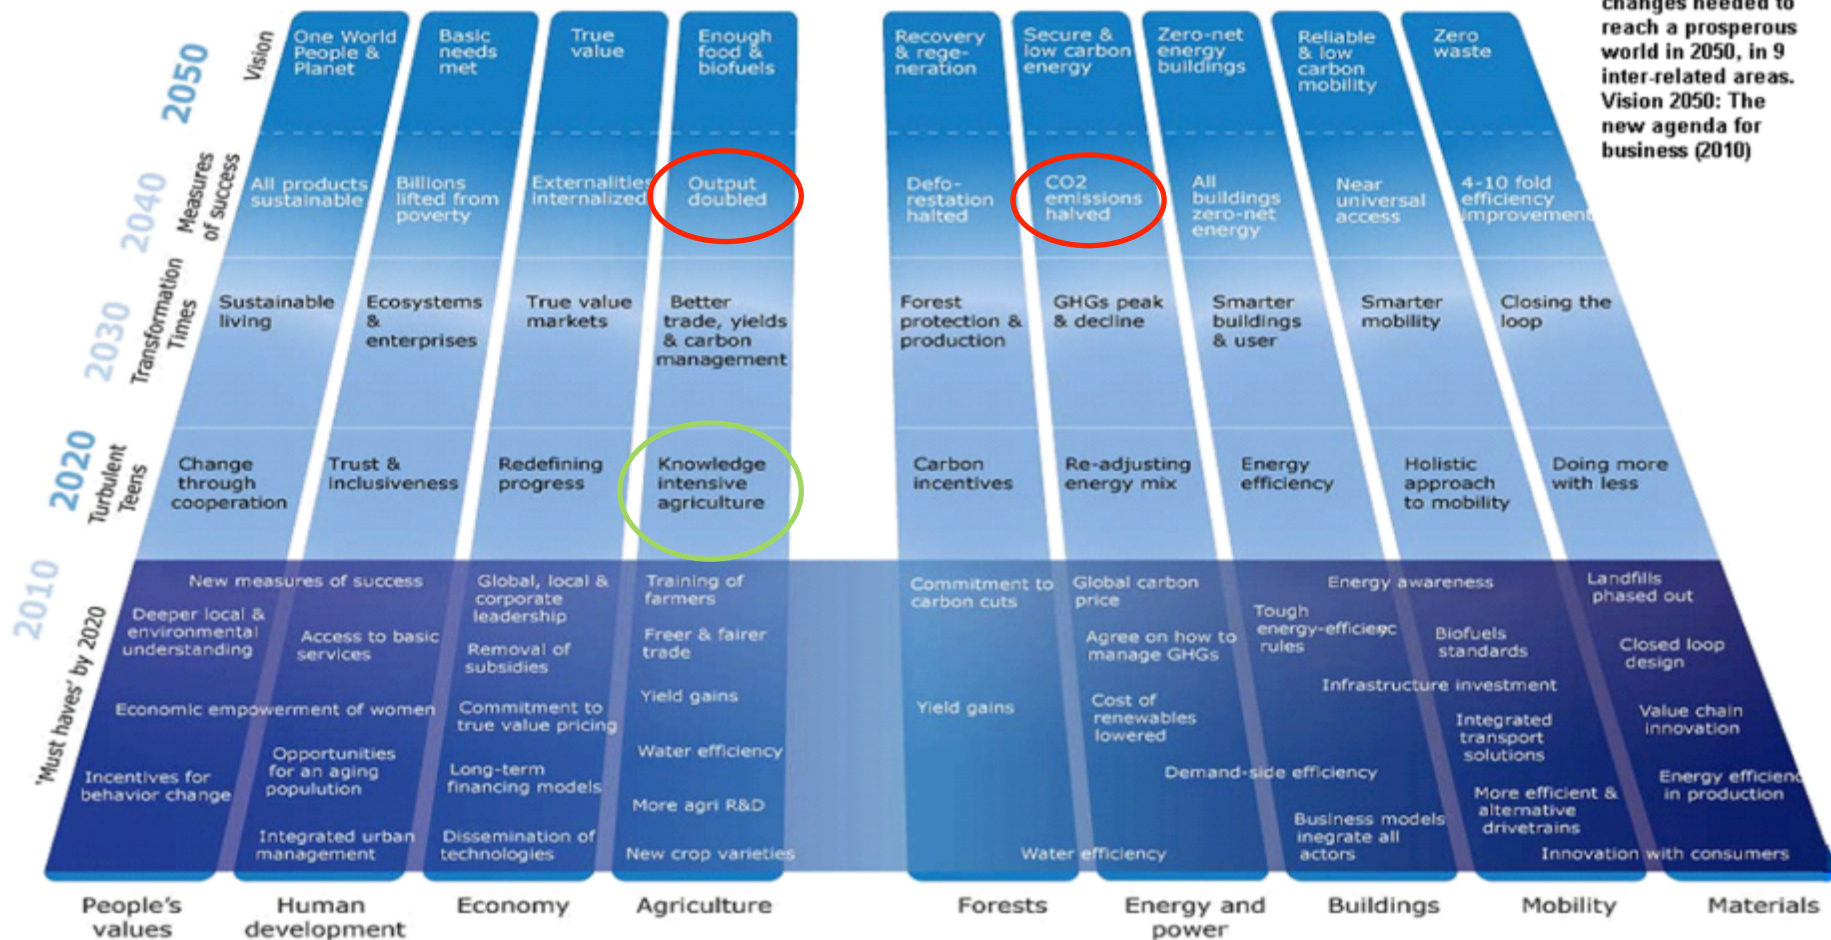 changes needed to
reach a prosperous
world in 2050, in 9
inter-related areas.
Vision 2050: The
new agenda for
business (2010)
2050
Vision
One World
People &
Planet
Basic
needs
met
True
value
Enough
food &
biofuels
Recovery
& rege-
neration
Secure &
low carbon
energy
Zero-net
energy
buildings
Reliable
& low
carbon
mobility
Zero
waste
2040
Measures
of success
All products
sustainable
Billions
lifted from
poverty
Externalities
internalized
Output
doubled
Defo-
restation
halted
CO2
emissions
halved
All
buildings
zero-net
energy
Near
universal
access
4-10 fold
efficiency
improvement
2030
Transformation
Times
Sustainable
living
Ecosystems
&
enterprises
True value
markets
Better
trade, yields
& carbon
management
Forest
protection &
production
GHGs peak
& decline
Smarter
buildings
& user
Smarter
mobility
Closing the
loop
2020
Turbulent
Teens
Change
through
cooperation
Trust &
Inclusiveness
Redefining
progress
Knowledge
intensive
agriculture
Carbon
incentives
Re-adjusting
energy mix
Energy
efficiency
Holistic
approach
to mobility
Doing more
with less
2010
'Must haves' by 2020
New measures of success
Deeper local &
environmental
understanding
Access to basic
services
Economic empowerment of women
Opportunities
for an aging
populution
Incentives for
behavior change
Integrated urban
management
Global, local &
corporate
leadership
Removal of
subsidies
Commitment to
true value pricing
Long-term
financing models
Dissemination of
technologies
Training of
farmers
Freer & fairer
trade
Yield gains
Water efficiency
More agri R&D
New crop varieties
Commitment to
carbon cuts
Yield gains
Water efficiency
Global carbon
price
Agree on how to
manage GHGs
Cost of
renewables
lowered
Demand-side efficiency
Energy awareness
Tough
energy-efficienc
rules
Infrastructure investment
Business models
inegrate all
actors
Biofuels
standards
Integrated
transport
solutions
More efficient &
alternative
drivetrains
Landfills
phased out
Closed loop
design
Value chain
innovation
Energy efficienc
in production
Innovation with consumers
People's
values
Human
development
Economy
Agriculture
Forests
Energy and
power
Buildings
Mobility
Materials